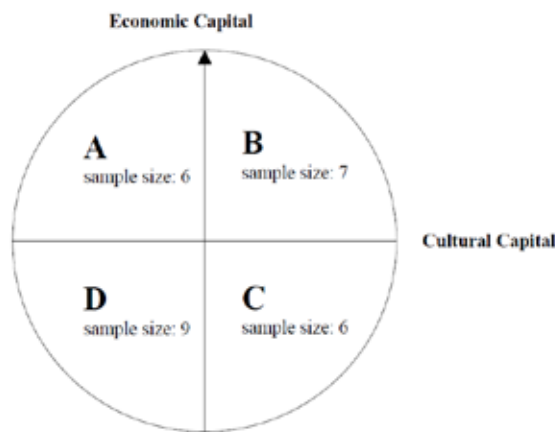 Economic Capital
A
sample size: 6
B
sample size: 7
Cultural Capital
D
sample size: 9
C
sample size: 6